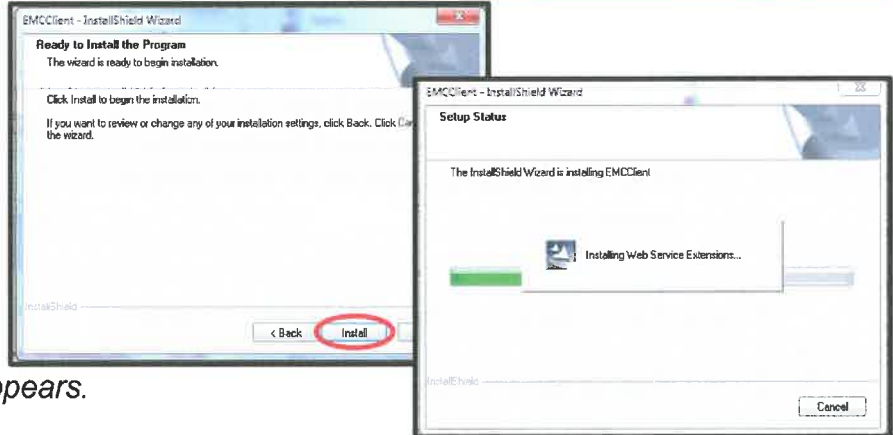 EMCClient - InstallShield Wizard
Ready to Install the Program
The wizard is ready to begin installation.
Click Install to begin the installation.
If you want to review or change any of your installation settings, click Back. Click
the wizard.
InstallShield
< Back Install
EMCClient - InstallShield Wizard
Setup Status
The InstallShield Wizard is installing EMCClient
Installing Web Service Extensions...
InstallShield
Cancel
ppears.